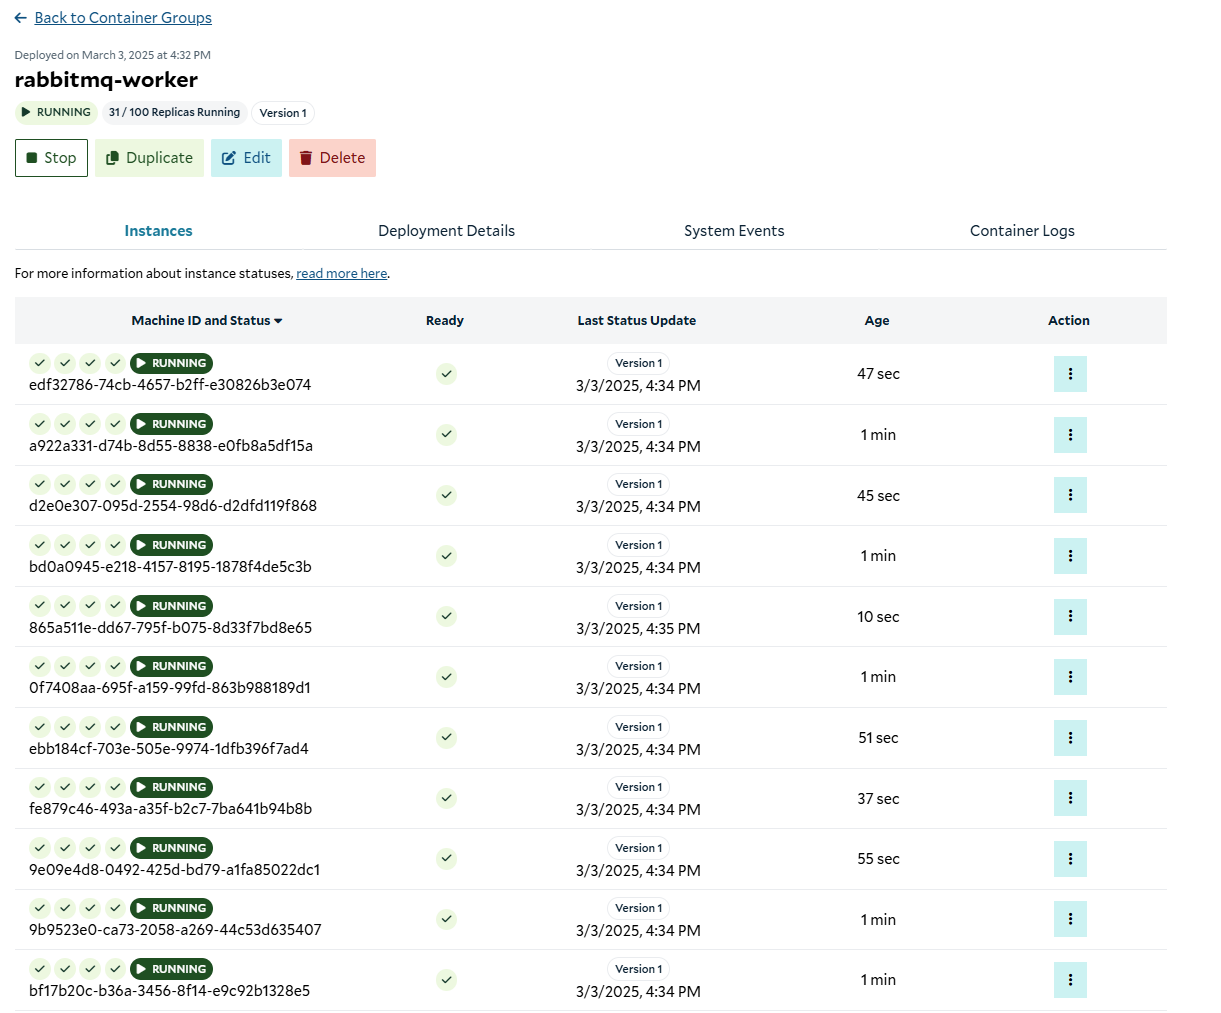 Back to Container Groups
Deployed on March 3, 2025 at 4:32 PM
rabbitmq-worker
RUNNING 31 / 100 Replicas Running Version 1
Stop Duplicate Edit Delete
Instances Deployment Details System Events Container Logs
For more information about instance statuses, read more here.
Machine ID and Status Ready Last Status Update Age Action
RUNNING Version 1
edf32786-74cb-4657-b2ff-e30826b3e074 3/3/2025, 4:34 PM 47 sec
RUNNING Version 1
a922a331-d74b-8d55-8838-e0fb8a5df15a 3/3/2025, 4:34 PM 1 min
RUNNING Version 1
d2e0e307-095d-2554-98d6-d2dfd119f868 3/3/2025, 4:34 PM 45 sec
RUNNING Version 1
bd0a0945-e218-4157-8195-1878f4de5c3b 3/3/2025, 4:34 PM 1 min
RUNNING Version 1
865a511e-dd67-795f-b075-8d33f7bd8e65 3/3/2025, 4:35 PM 10 sec
RUNNING Version 1
0f7408aa-695f-a159-99fd-863b988189d1 3/3/2025, 4:34 PM 1 min
RUNNING Version 1
ebb184cf-703e-505e-9974-1dfb396f7ad4 3/3/2025, 4:34 PM 51 sec
RUNNING Version 1
fe879c46-493a-a35f-b2c7-7ba641b94b8b 3/3/2025, 4:34 PM 37 sec
RUNNING Version 1
9e09e4d8-0492-425d-bd79-a1fa85022dc1 3/3/2025, 4:34 PM 55 sec
RUNNING Version 1
9b9523e0-ca73-2058-a269-44c53d635407 3/3/2025, 4:34 PM 1 min
RUNNING Version 1
bf17b20c-b36a-3456-8f14-e9c92b1328e5 3/3/2025, 4:34 PM 1 min